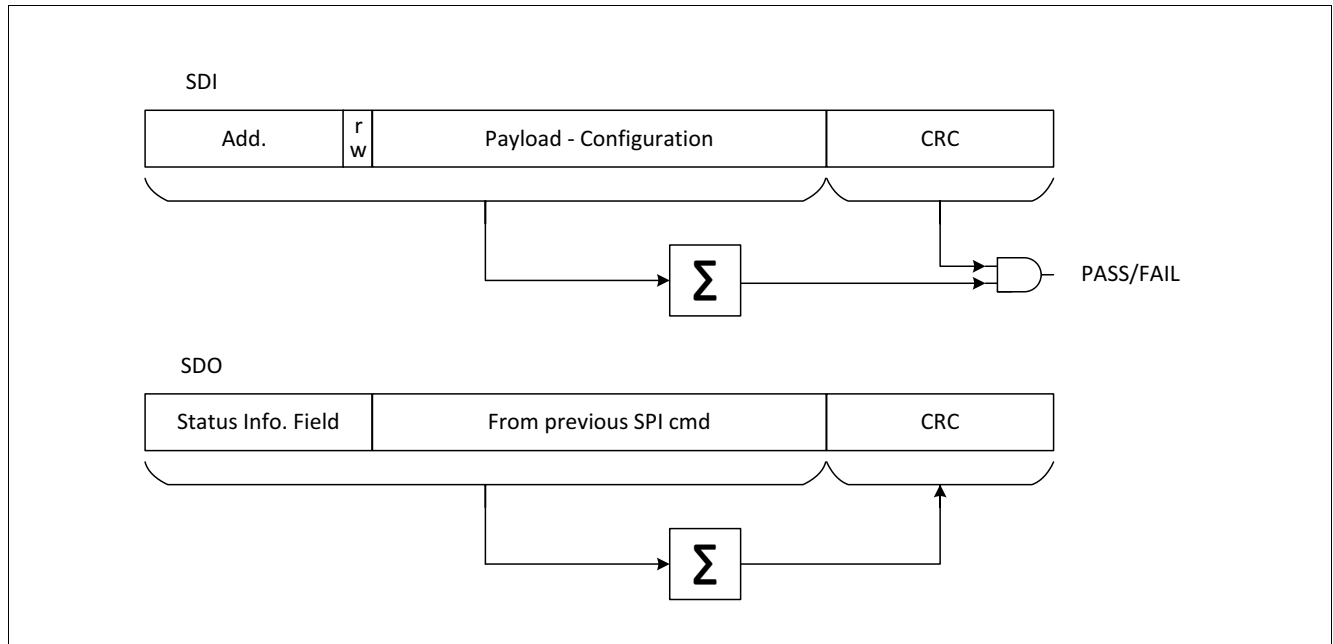 SDI
Add.
r
w
Payload - Configuration
CRC
Σ
PASS/FAIL
SDO
Status Info. Field
From previous SPI cmd
CRC
Σ